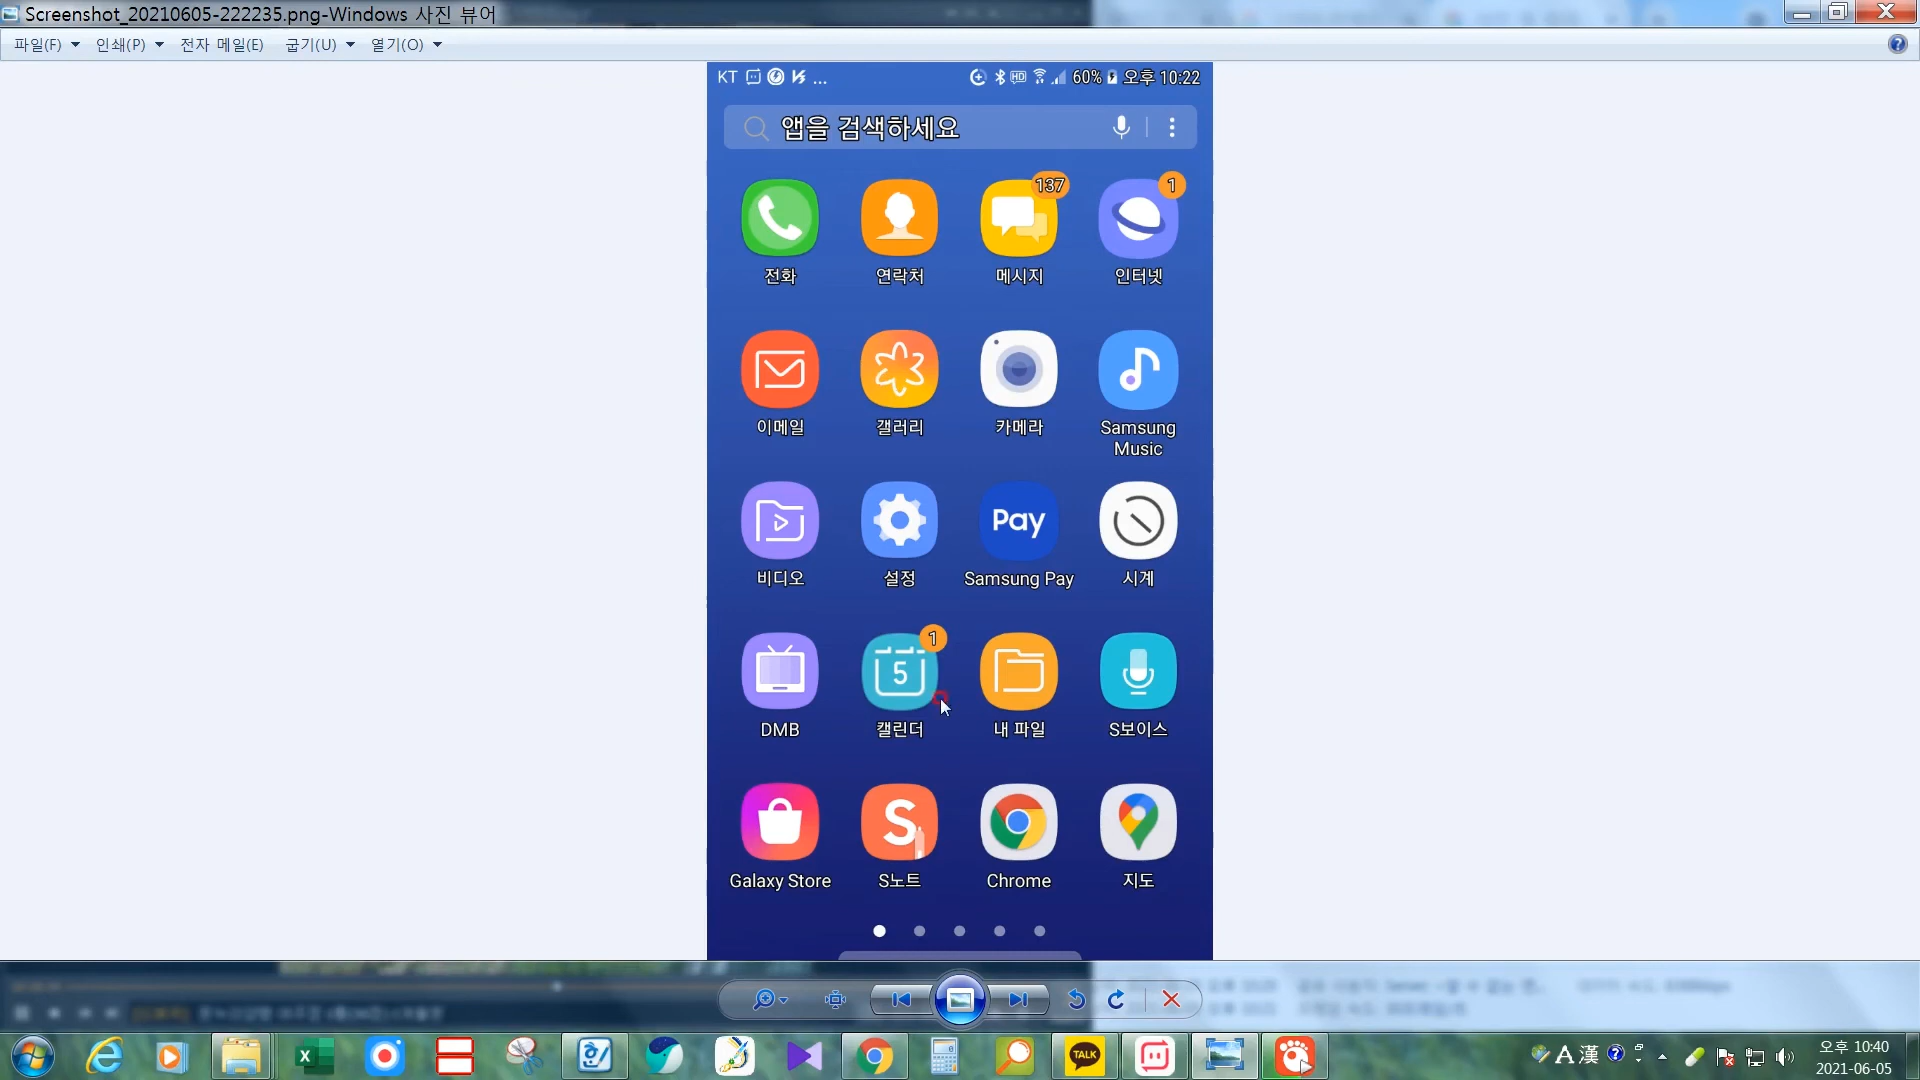 Screenshot_20210605-222235.png-Windows 사진 뷰어
파일(F) 인쇄(P) 전자 메일(E) 굽기(U) 열기(O)
KT ... HD 60% 오후 10:22
앱을 검색하세요
137 1
전화 연락처 메시지 인터넷
이메일 갤러리 카메라 Samsung Music
Pay
비디오 설정 Samsung Pay 시계
1
5
DMB 캘린더 내 파일 S보이스
S
Galaxy Store S노트 Chrome 지도
TALK
A 漢
오후 10:40
2021-06-05